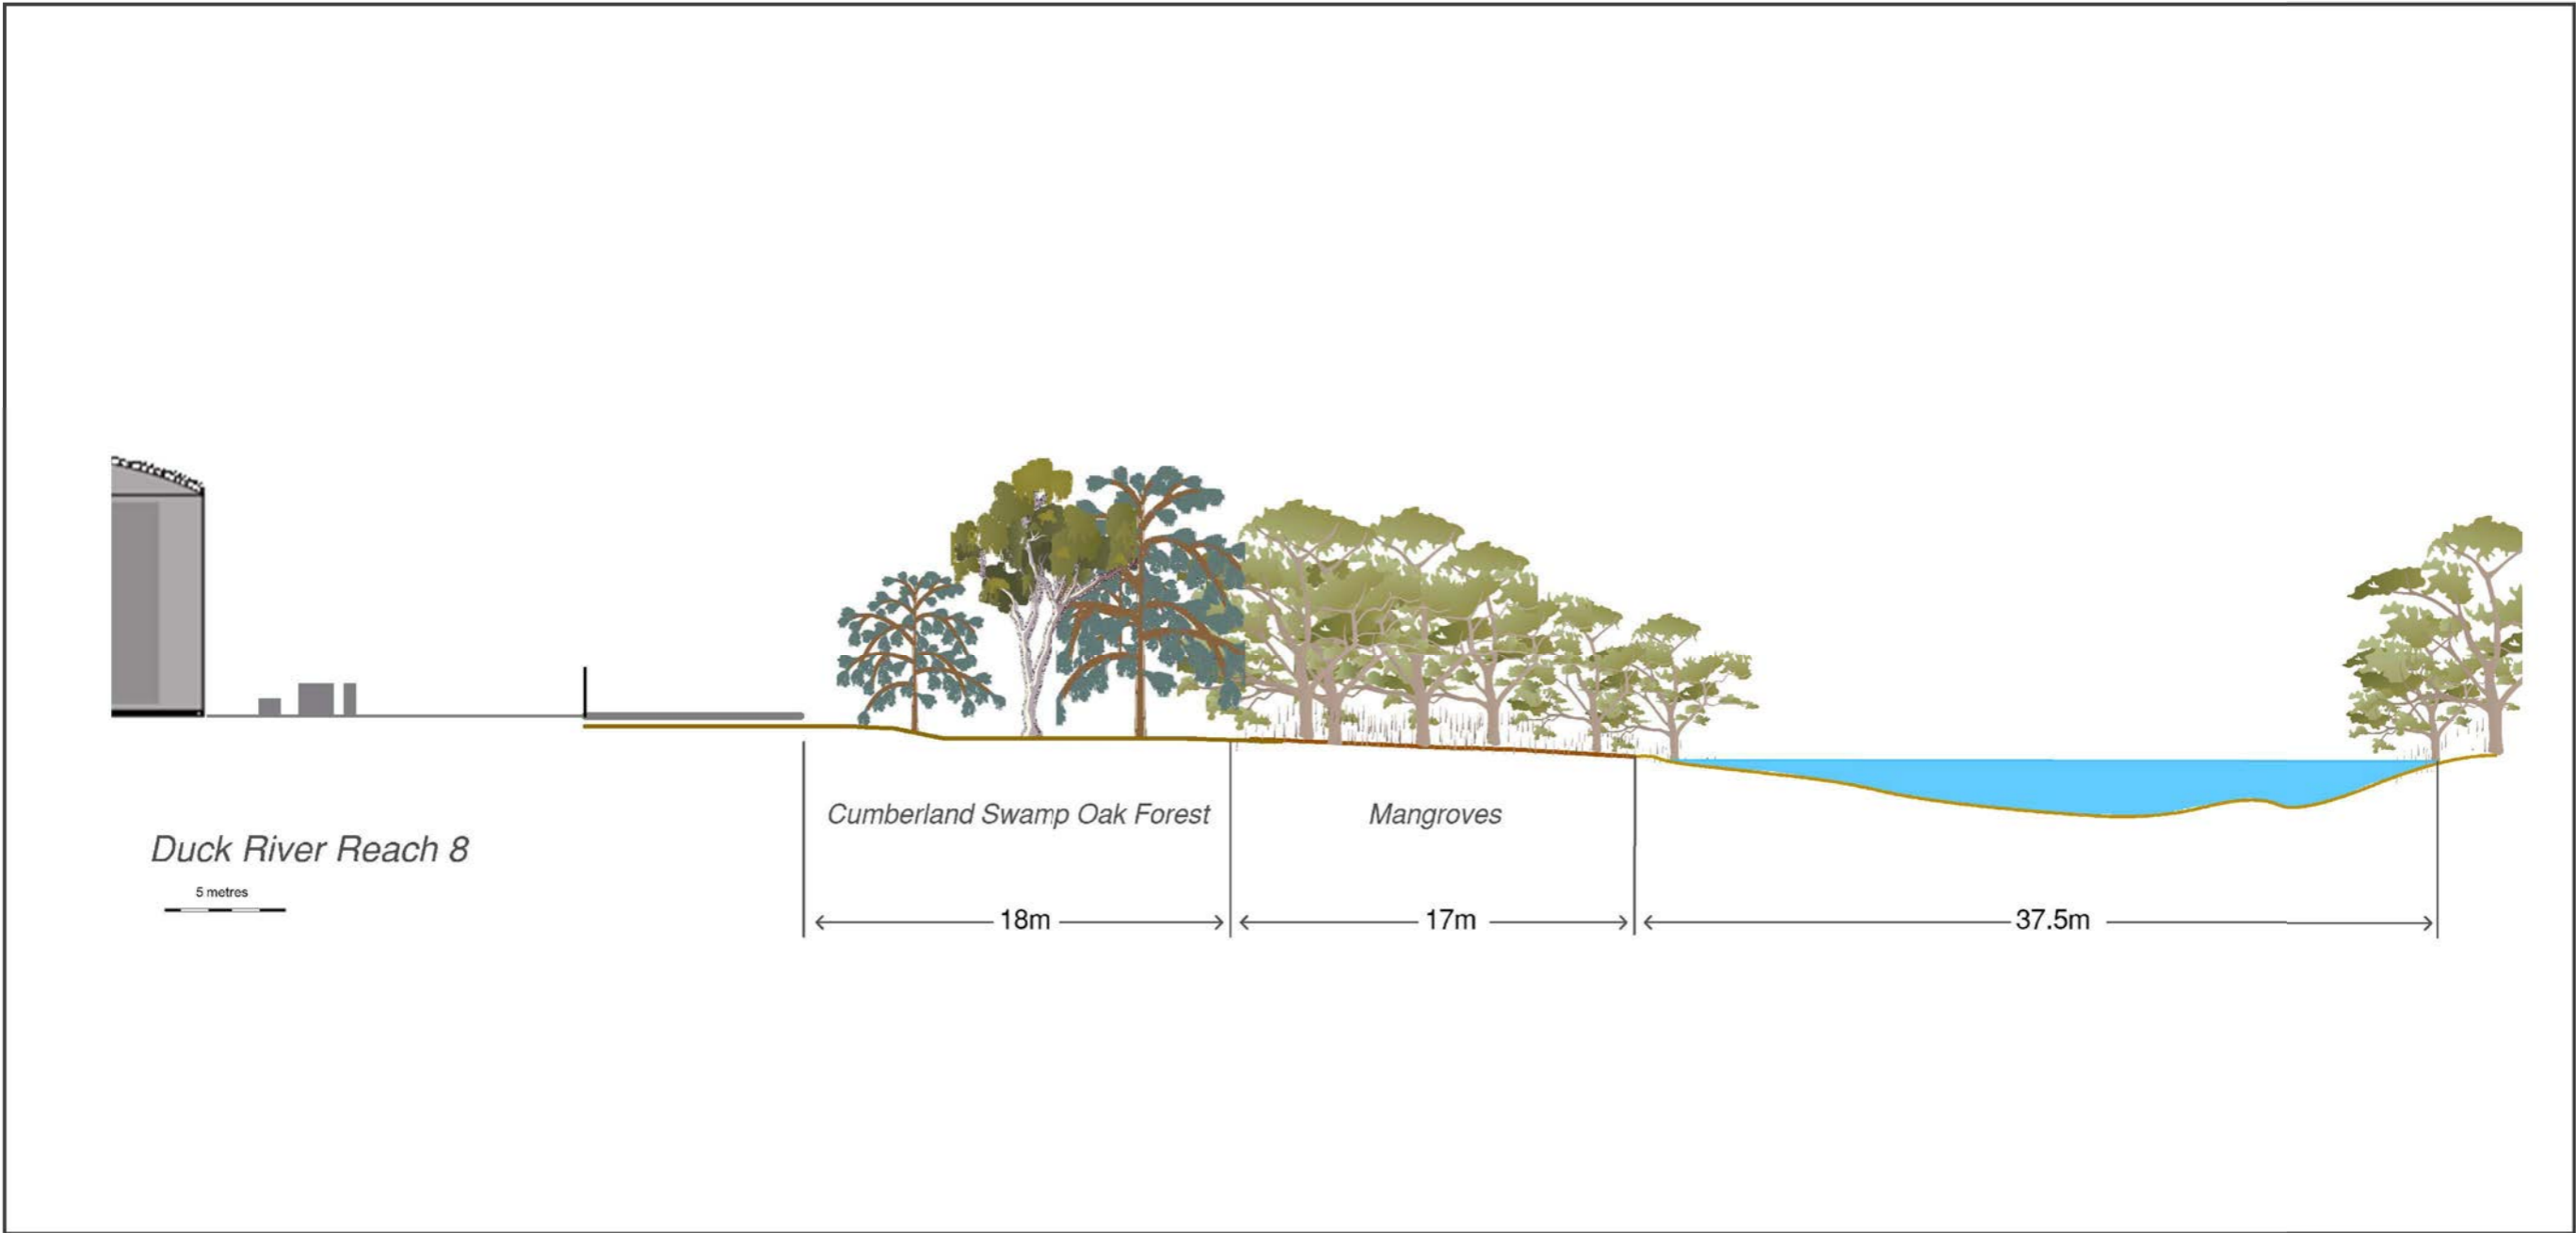 Cumberland Swamp Oak Forest
Mangroves
Duck River Reach 8
5 metres
18m
17m
37.5m